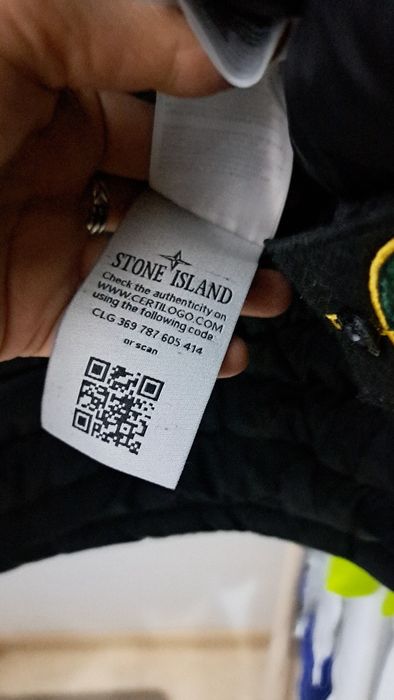 STONE ISLAND
Check the authenticity on
WWW.CERTILOGO.COM
using the following code:
CLG 369 787 605 414
or scan